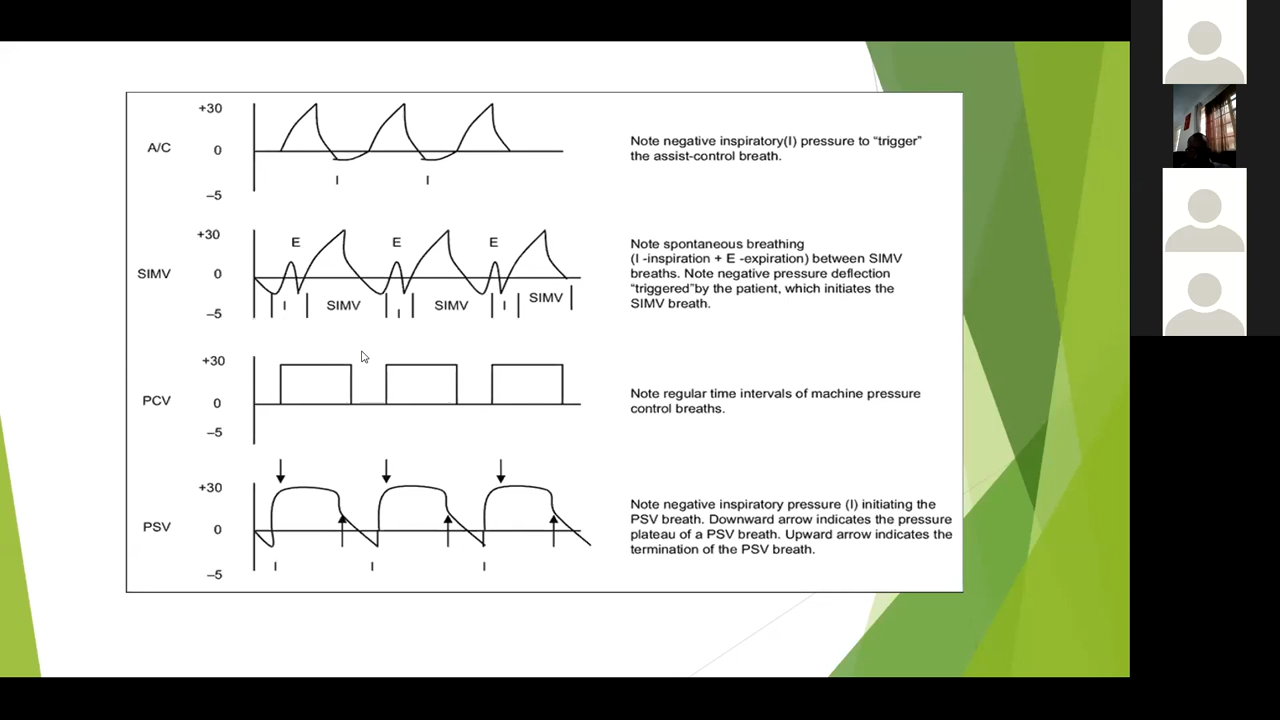 +30
A/C
0
–5
I
I
Note negative inspiratory(I) pressure to “trigger”
the assist-control breath.
+30
SIMV
0
–5
E
E
E
I
SIMV
I
SIMV
I
SIMV
Note spontaneous breathing
(I -inspiration + E -expiration) between SIMV
breaths. Note negative pressure deflection
“triggered”by the patient, which initiates the
SIMV breath.
+30
PCV
0
–5
Note regular time intervals of machine pressure
control breaths.
+30
PSV
0
–5
I
I
I
Note negative inspiratory pressure (I) initiating the
PSV breath. Downward arrow indicates the pressure
plateau of a PSV breath. Upward arrow indicates the
termination of the PSV breath.